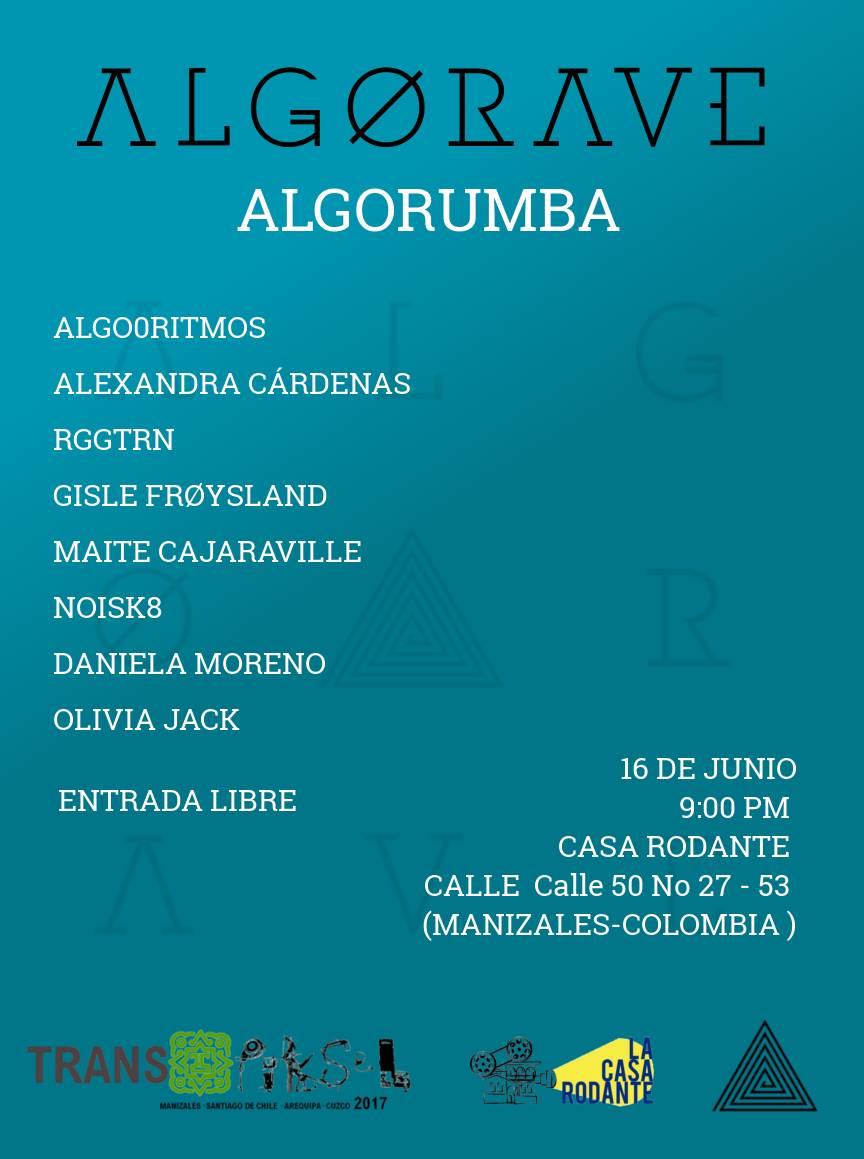 ALGØRAVE
ALGORUMBA
ALGO0RITMOS
ALEXANDRA CÁRDENAS
RGGTRN
GISLE FRØYSLAND
MAITE CAJARAVILLE
NOISK8
DANIELA MORENO
OLIVIA JACK
ENTRADA LIBRE
16 DE JUNIO
9:00 PM
CASA RODANTE
CALLE Calle 50 No 27 - 53
(MANIZALES-COLOMBIA )
A L G
Ø R
A V E
TRANS PIKSEL
MANIZALES · SANTIAGO DE CHILE · AREQUIPA · CUZCO 2017
LA
CASA
RODANTE